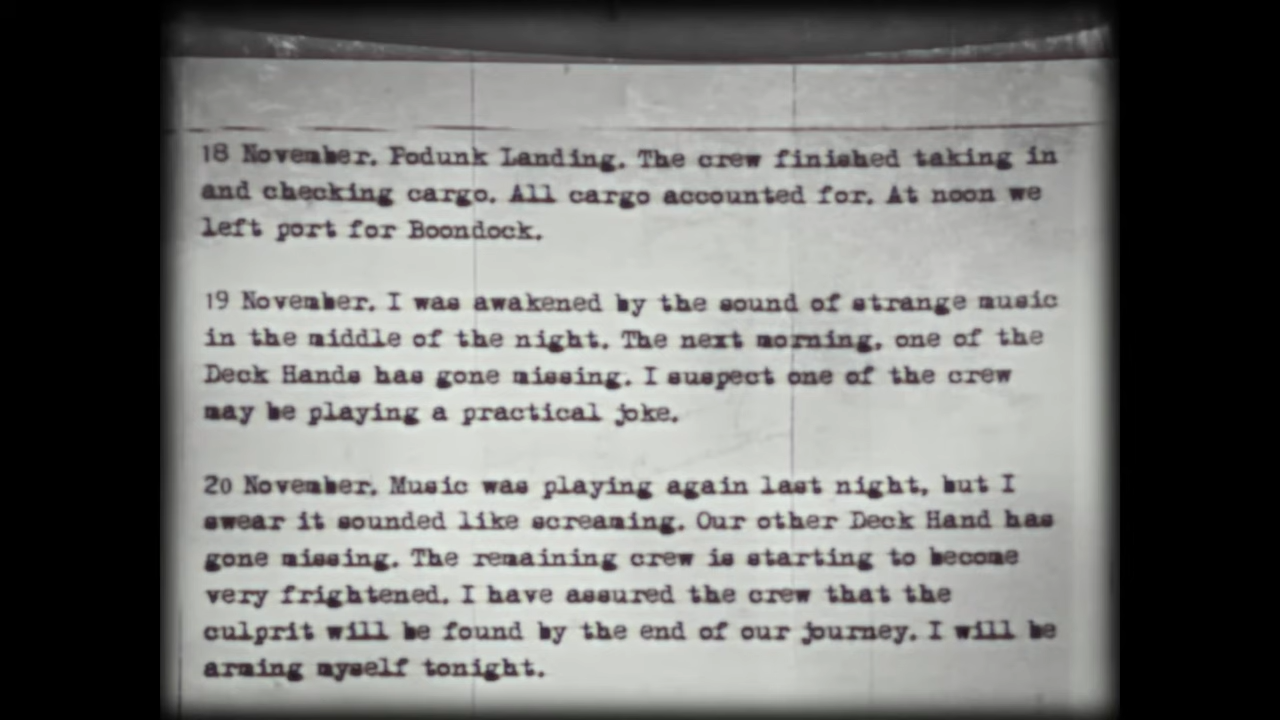 18 November. Podunk Landing. The crew finished taking in
and checking cargo. All cargo accounted for. At noon we
left port for Boondock.
19 November. I was awakened by the sound of strange music
in the middle of the night. The next morning, one of the
Deck Hands has gone missing. I suspect one of the crew
may be playing a practical joke.
20 November. Music was playing again last night, but I
swear it sounded like screaming. Our other Deck Hand has
gone missing. The remaining crew is starting to become
very frightened. I have assured the crew that the
culprit will be found by the end of our journey. I will be
arming myself tonight.